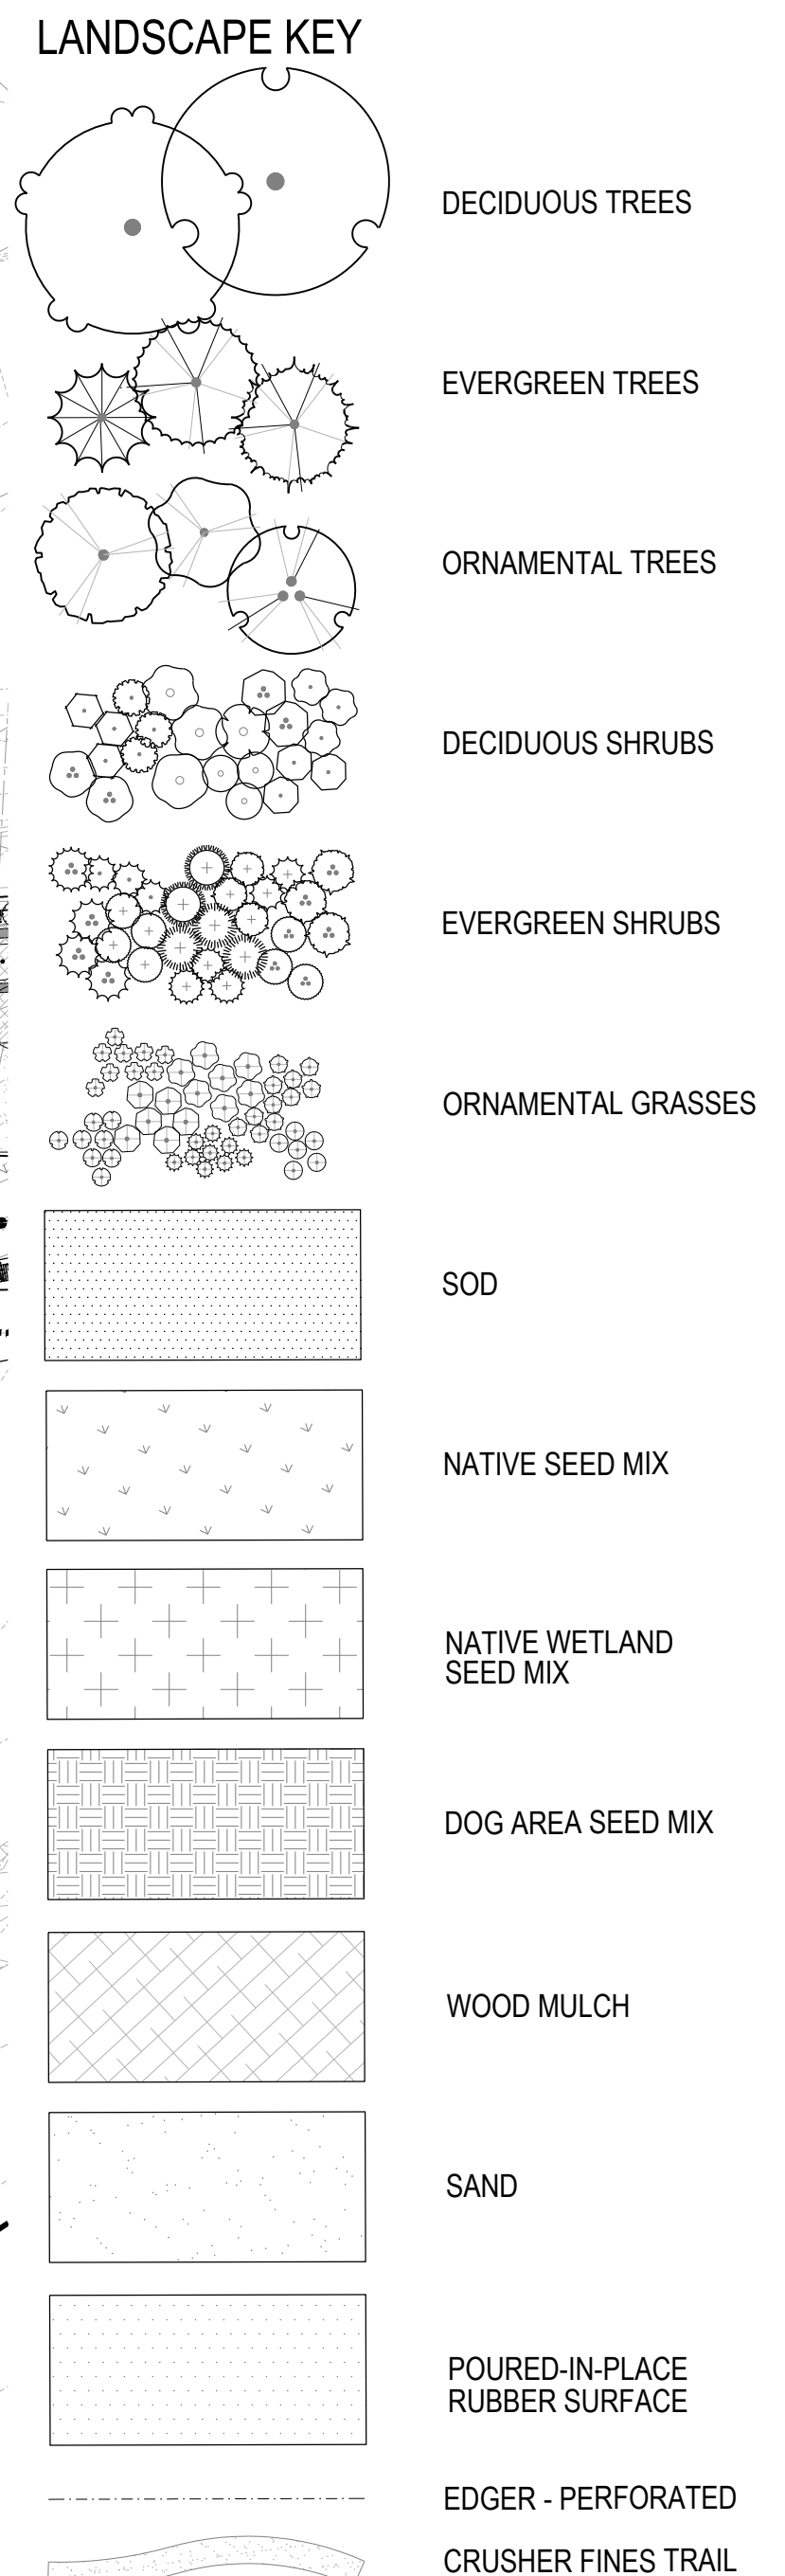 LANDSCAPE KEY
DECIDUOUS TREES
EVERGREEN TREES
ORNAMENTAL TREES
DECIDUOUS SHRUBS
EVERGREEN SHRUBS
ORNAMENTAL GRASSES
SOD
NATIVE SEED MIX
NATIVE WETLAND
SEED MIX
DOG AREA SEED MIX
WOOD MULCH
SAND
POURED-IN-PLACE
RUBBER SURFACE
EDGER - PERFORATED
CRUSHER FINES TRAIL